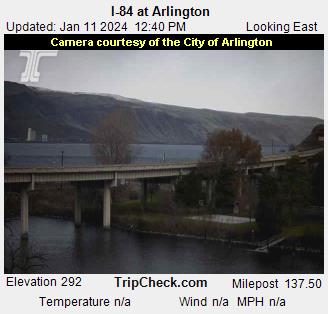 I-84 at Arlington
Updated: Jan 11 2024 12:40 PM Looking East
Camera courtesy of the City of Arlington
Elevation 292 TripCheck.com Milepost 137.50
Temperature n/a Wind n/a MPH n/a